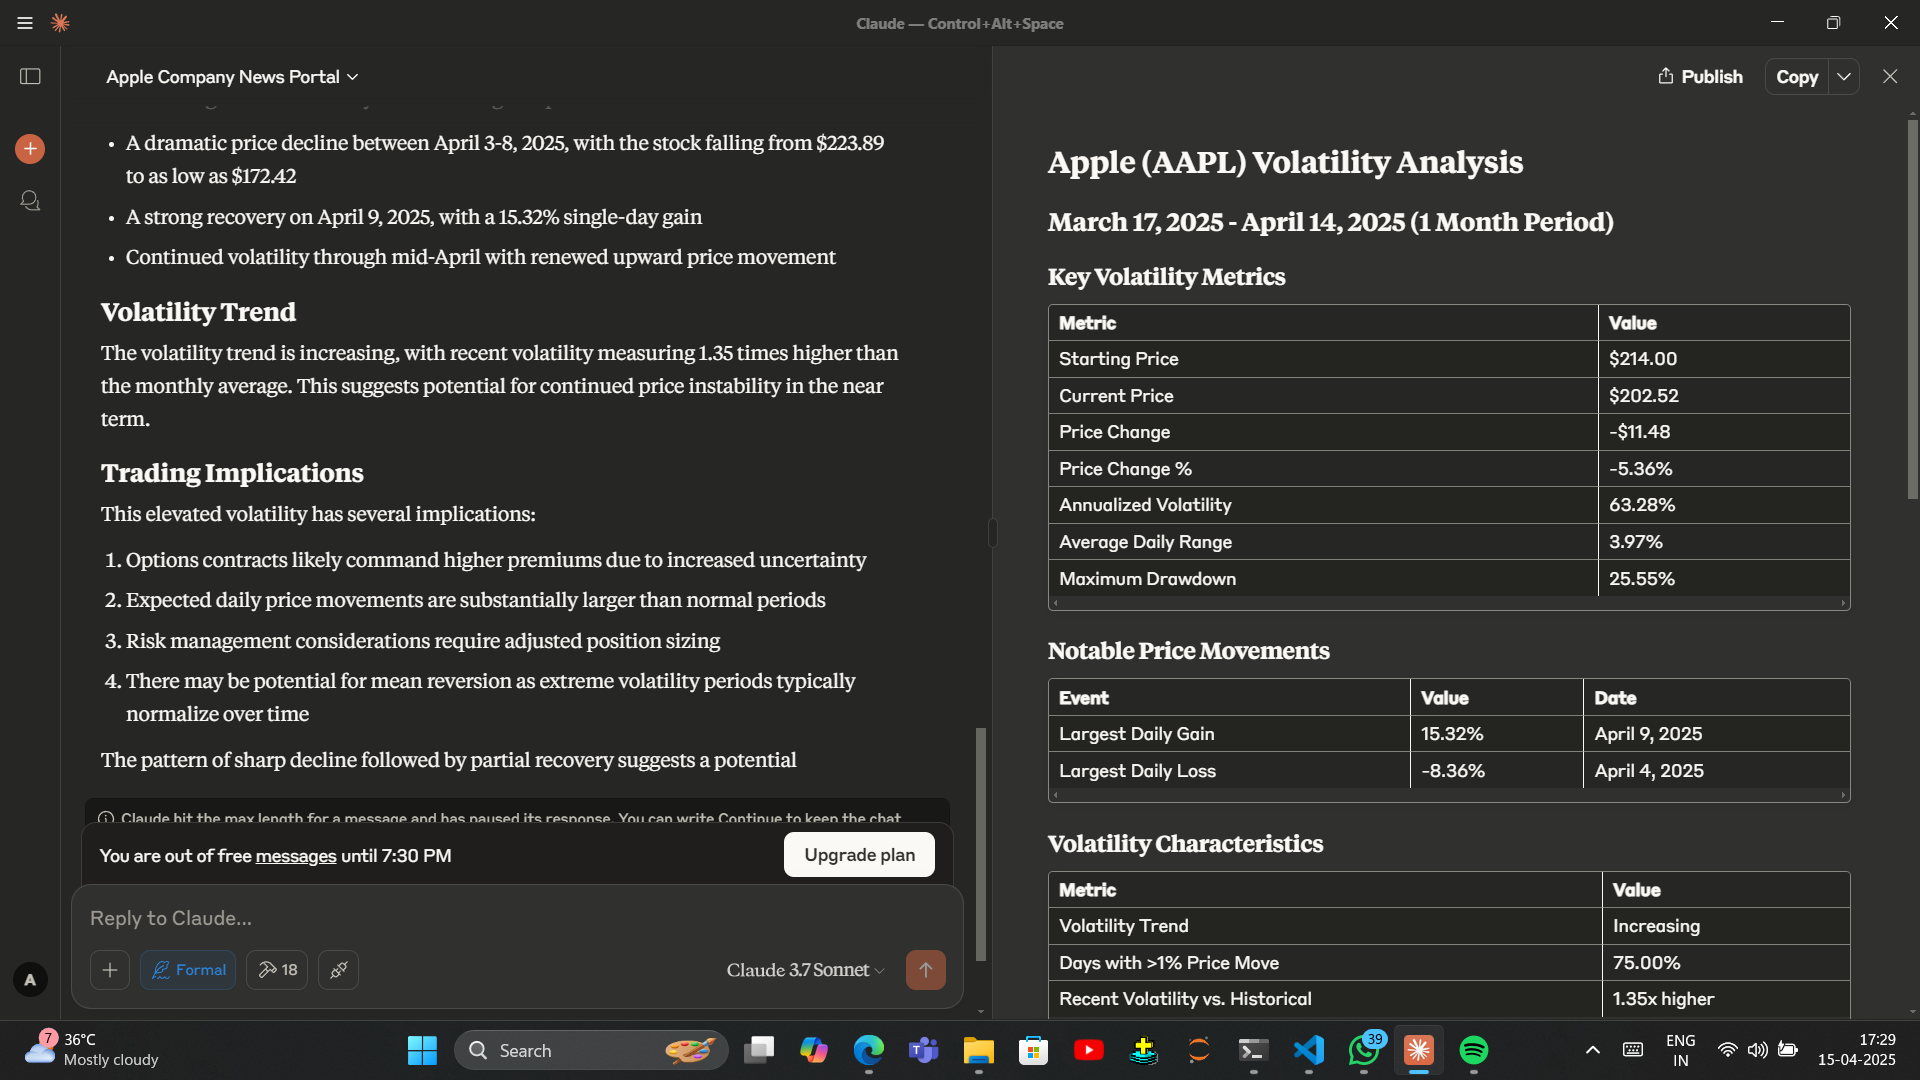 Claude — Control+Alt+Space
Apple Company News Portal
• A dramatic price decline between April 3-8, 2025, with the stock falling from $223.89
to as low as $172.42
• A strong recovery on April 9, 2025, with a 15.32% single-day gain
• Continued volatility through mid-April with renewed upward price movement
Volatility Trend
The volatility trend is increasing, with recent volatility measuring 1.35 times higher than
the monthly average. This suggests potential for continued price instability in the near
term.
Trading Implications
This elevated volatility has several implications:
1. Options contracts likely command higher premiums due to increased uncertainty
2. Expected daily price movements are substantially larger than normal periods
3. Risk management considerations require adjusted position sizing
4. There may be potential for mean reversion as extreme volatility periods typically
normalize over time
The pattern of sharp decline followed by partial recovery suggests a potential
Claude hit the max length for a message and has paused its response. You can write Continue to keep the chat
You are out of free messages until 7:30 PM
Upgrade plan
Reply to Claude...
Formal
18
Claude 3.7 Sonnet
A
Publish
Copy
Apple (AAPL) Volatility Analysis
March 17, 2025 - April 14, 2025 (1 Month Period)
Key Volatility Metrics
Metric Value
Starting Price $214.00
Current Price $202.52
Price Change -$11.48
Price Change % -5.36%
Annualized Volatility 63.28%
Average Daily Range 3.97%
Maximum Drawdown 25.55%
Notable Price Movements
Event Value Date
Largest Daily Gain 15.32% April 9, 2025
Largest Daily Loss -8.36% April 4, 2025
Volatility Characteristics
Metric Value
Volatility Trend Increasing
Days with >1% Price Move 75.00%
Recent Volatility vs. Historical 1.35x higher
7
36°C
Mostly cloudy
Search
T
39
ENG
IN
17:29
15-04-2025